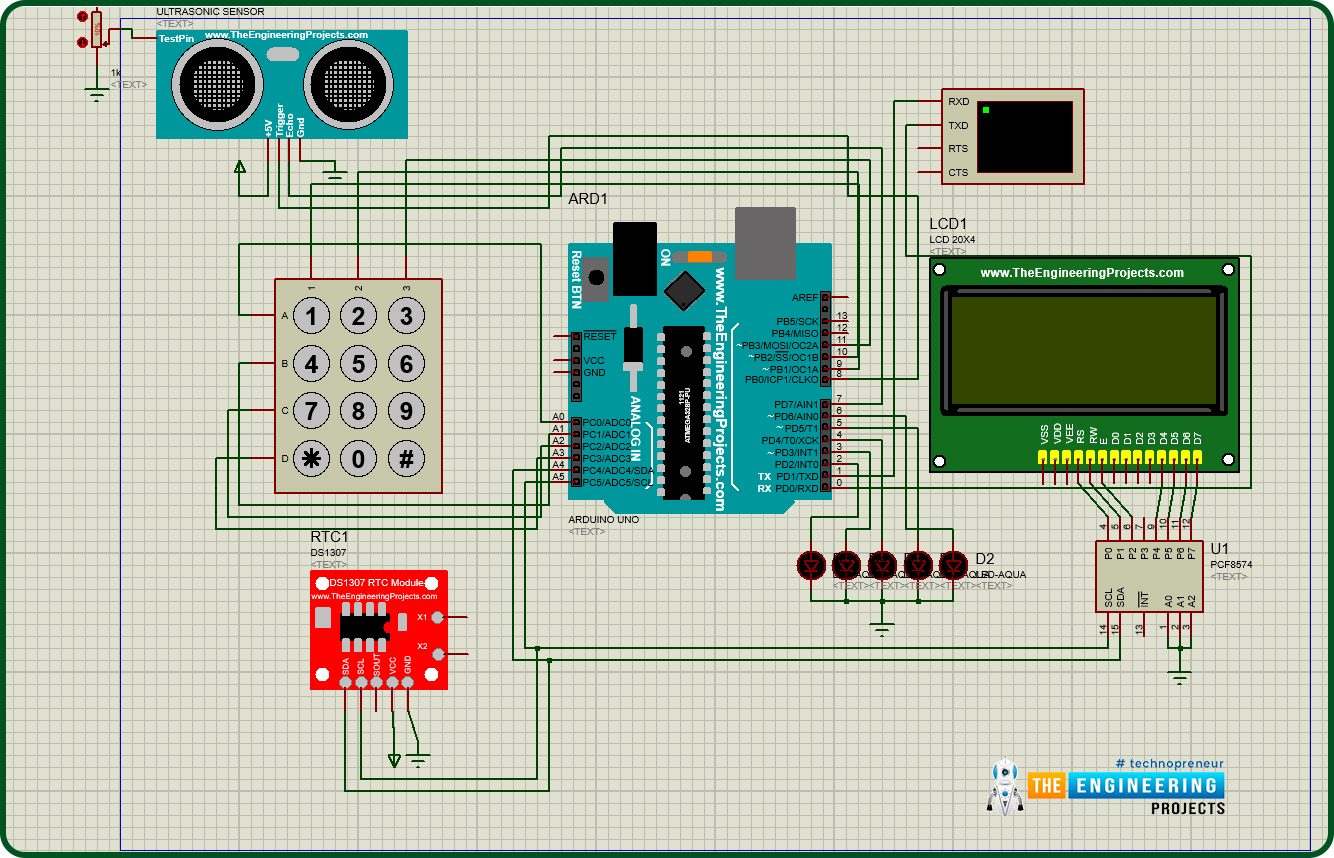 ULTRASONIC SENSOR
<TEXT>
TestPin
www.TheEngineeringProjects.com
1k
<TEXT>
+5V
Trigger
Echo
Gnd
RXD
TXD
RTS
CTS
ARD1
LCD1
LCD 20X4
<TEXT>
www.TheEngineeringProjects.com
VSS
VDD
VEE
RS
RW
E
D0
D1
D2
D3
D4
D5
D6
D7
1
2
3
A
1 2 3
B
4 5 6
C
7 8 9
D
* 0 #
Reset BTN
ON
www.TheEngineeringProjects.com
1121
ATMEGA328P-PU
ANALOG IN
RESET
VCC
GND
A0
PC0/ADC0
A1
PC1/ADC1
A2
PC2/ADC2
A3
PC3/ADC3
A4
PC4/ADC4/SDA
A5
PC5/ADC5/SCL
AREF
PB5/SCK
13
PB4/MISO
12
~PB3/MOSI/OC2A
11
~PB2/SS/OC1B
10
~PB1/OC1A
9
PB0/ICP1/CLKO
8
PD7/AIN1
7
~PD6/AIN0
6
~PD5/T1
5
PD4/T0/XCK
4
~PD3/INT1
3
PD2/INT0
2
TX PD1/TXD
1
RX PD0/RXD
0
ARDUINO UNO
<TEXT>
RTC1
DS1307
<TEXT>
DS1307 RTC Module
www.TheEngineeringProjects.com
X1
X2
SDA
SCL
SOUT
VCC
GND
D2
LED-AQUA
<TEXT>
<TEXT>
<TEXT>
<TEXT>
<TEXT>
4
5
6
7
9
10
11
12
P0
P1
P2
P3
P4
P5
P6
P7
U1
PCF8574
<TEXT>
SCL
SDA
INT
A0
A1
A2
14
15
13
1
2
3
# technopreneur
THE ENGINEERING
PROJECTS